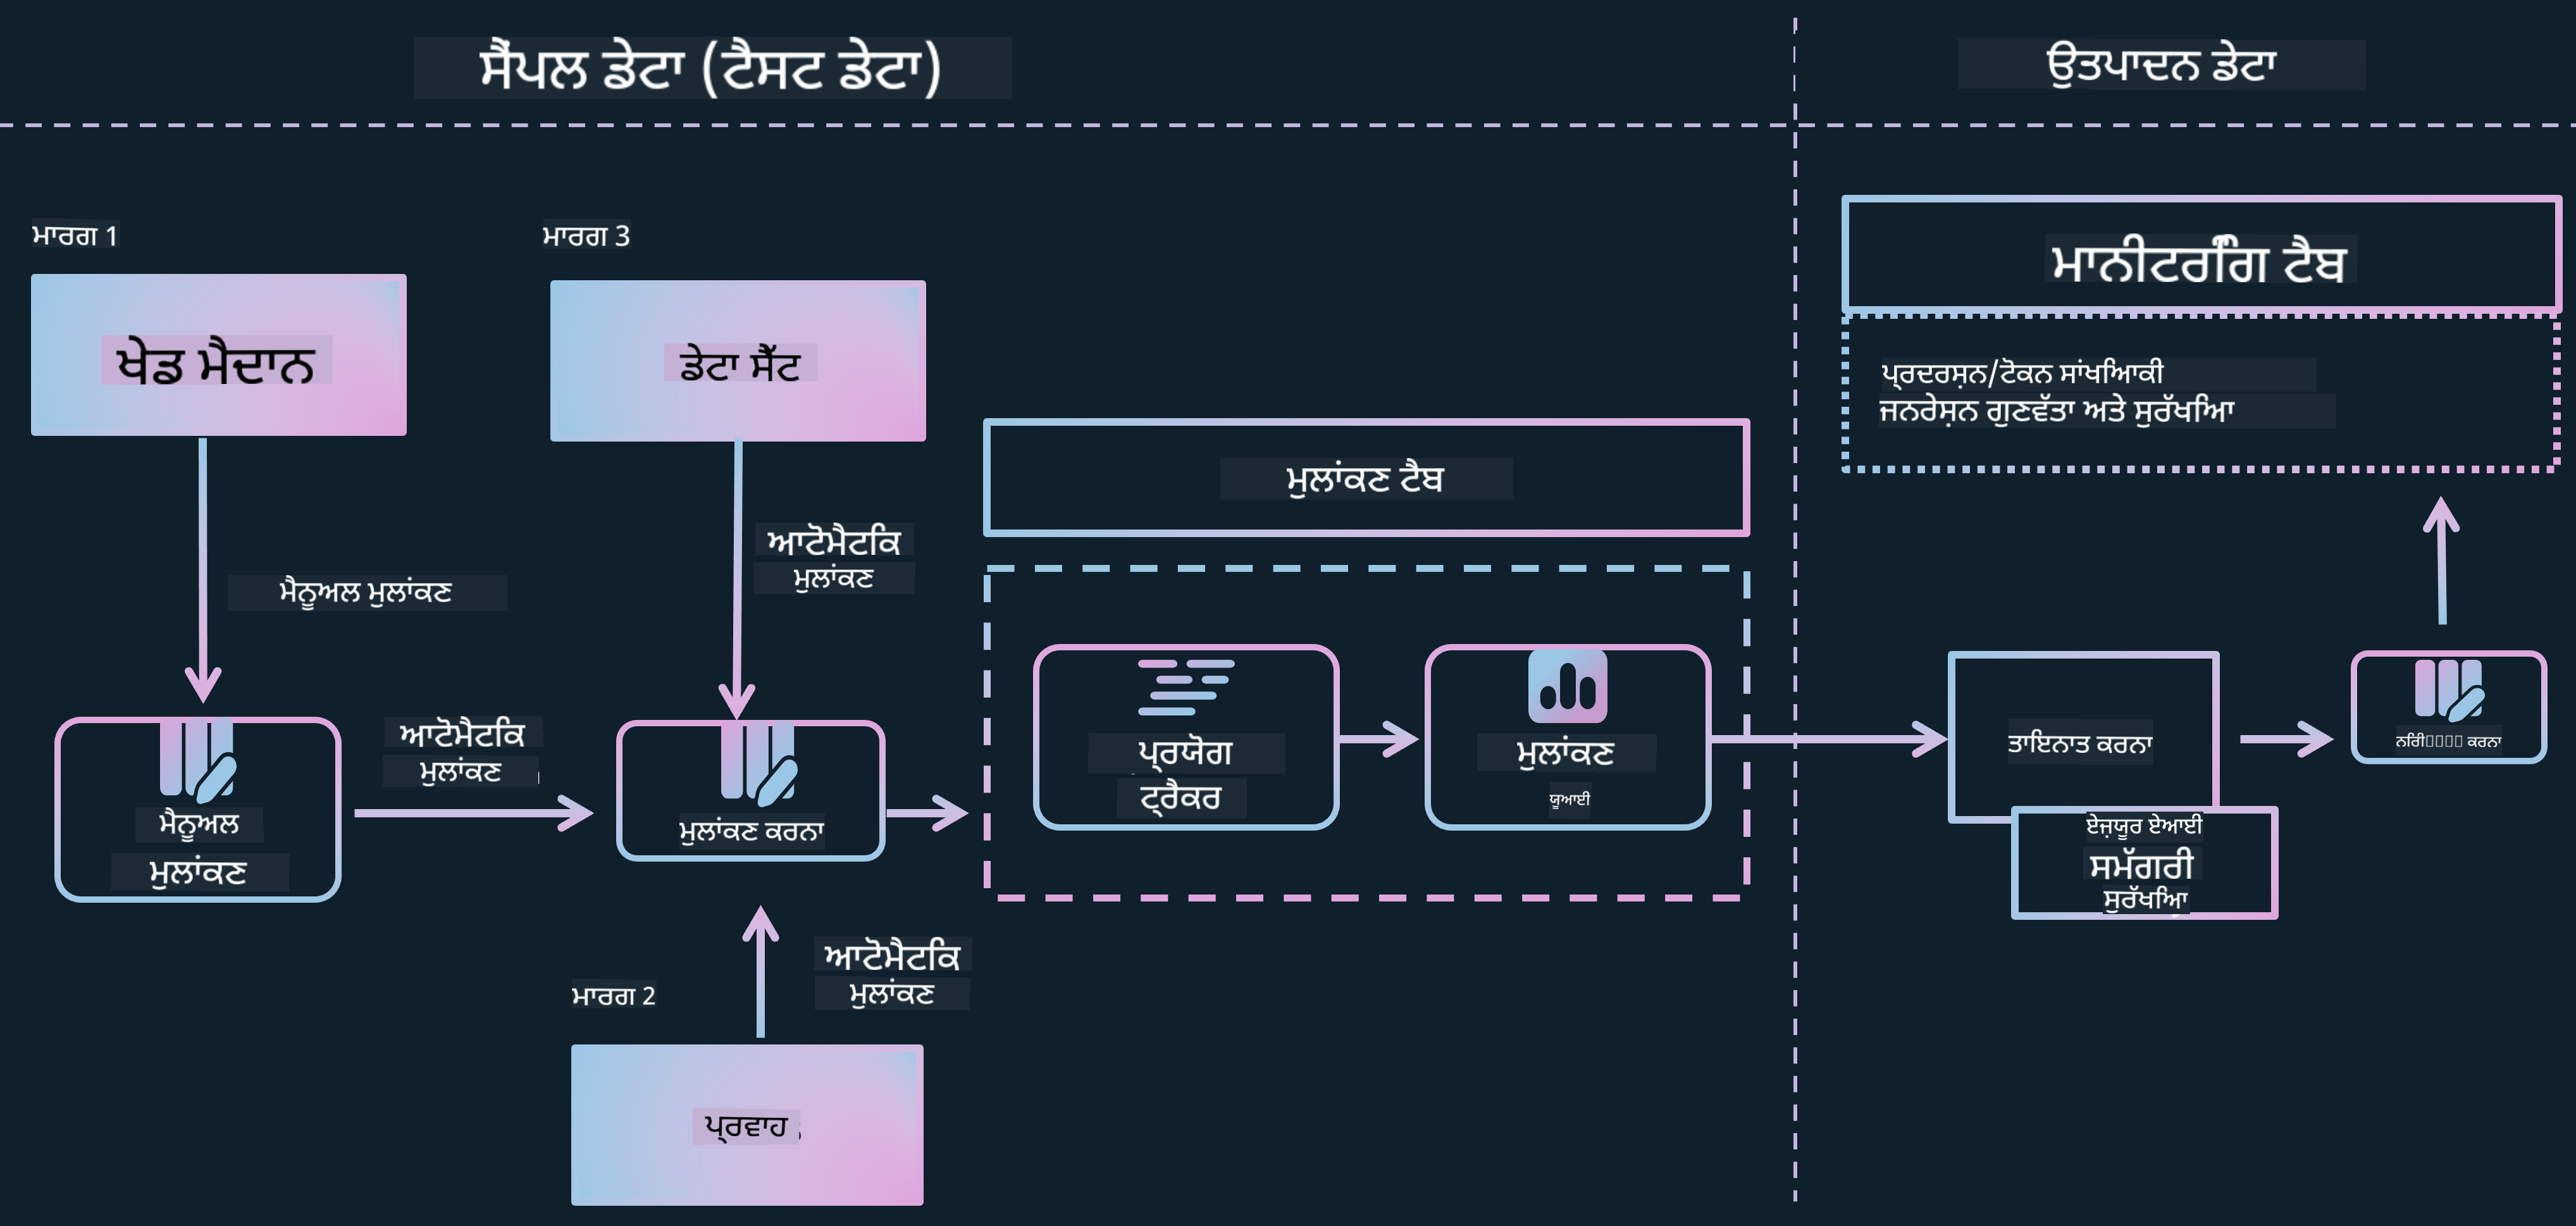 ਸੈਂਪਲ ਡੇਟਾ (ਟੈਸਟ ਡੇਟਾ)
ਉਤਪਾਦਨ ਡੇਟਾ
ਮਾਰਗ 1
ਖੇਡ ਮੈਦਾਨ
ਮੈਨੂਅਲ ਮੁਲਾਂਕਣ
ਮੈਨੂਅਲ
ਮੁਲਾਂਕਣ
ਆਟੋਮੈਟਿਕ
ਮੁਲਾਂਕਣ
ਮਾਰਗ 3
ਡੇਟਾ ਸੈੱਟ
ਆਟੋਮੈਟਿਕ
ਮੁਲਾਂਕਣ
ਮੁਲਾਂਕਣ ਕਰਨਾ
ਮਾਰਗ 2
ਆਟੋਮੈਟਿਕ
ਮੁਲਾਂਕਣ
ਪ੍ਰਵਾਹ
ਮੁਲਾਂਕਣ ਟੈਬ
ਪ੍ਰਯੋਗ
ਟ੍ਰੈਕਰ
ਮੁਲਾਂਕਣ
ਯੂਆਈ
ਮਾਨੀਟਰਿੰਗ ਟੈਬ
ਪ੍ਰਦਰਸ਼ਨ/ਟੋਕਨ ਸਾਂਖਿਆਕੀ
ਜਨਰੇਸ਼ਨ ਗੁਣਵੱਤਾ ਅਤੇ ਸੁਰੱਖਿਆ
ਤਾਇਨਾਤ ਕਰਨਾ
ਏਜ਼ਯੂਰ ਏਆਈ
ਸਮੱਗਰੀ
ਸੁਰੱਖਿਆ
ਕਰਨਾ